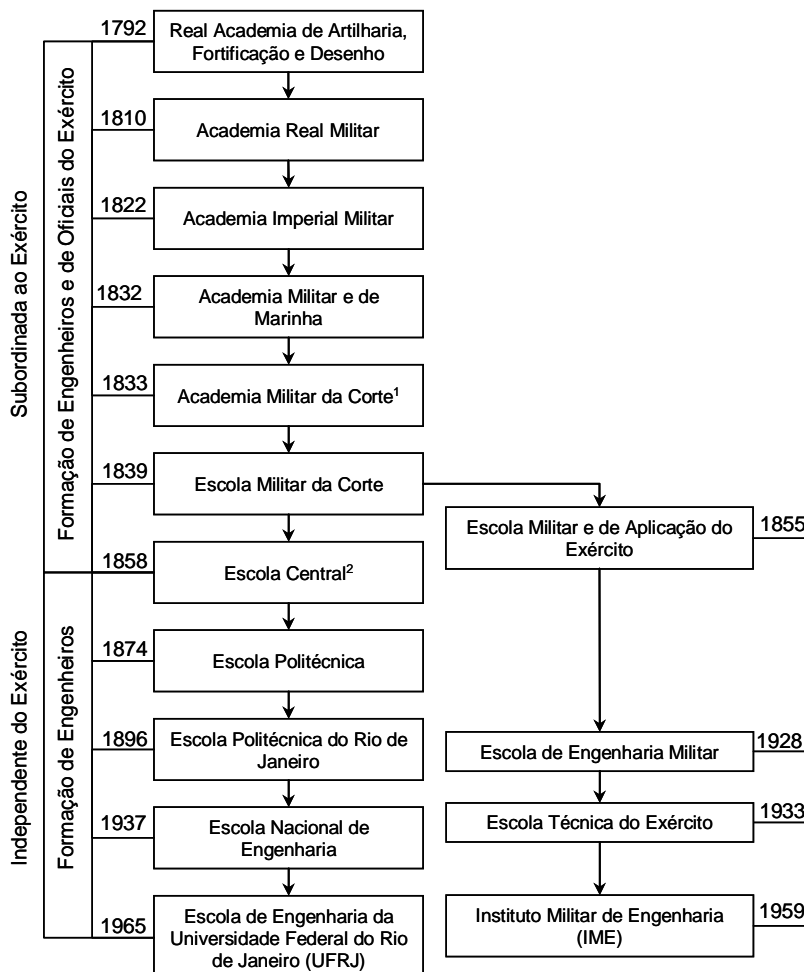 Subordinada ao Exército
Formação de Engenheiros e de Oficiais do Exército
Independente do Exército
Formação de Engenheiros
1792
Real Academia de Artilharia,
Fortificação e Desenho
1810
Academia Real Militar
1822
Academia Imperial Militar
1832
Academia Militar e de
Marinha
1833
Academia Militar da Corte¹
1839
Escola Militar da Corte
1858
Escola Central²
1874
Escola Politécnica
1896
Escola Politécnica do Rio de
Janeiro
1937
Escola Nacional de
Engenharia
1965
Escola de Engenharia da
Universidade Federal do Rio
de Janeiro (UFRJ)
Escola Militar e de Aplicação do
Exército
1855
Escola de Engenharia Militar
1928
Escola Técnica do Exército
1933
Instituto Militar de Engenharia
(IME)
1959